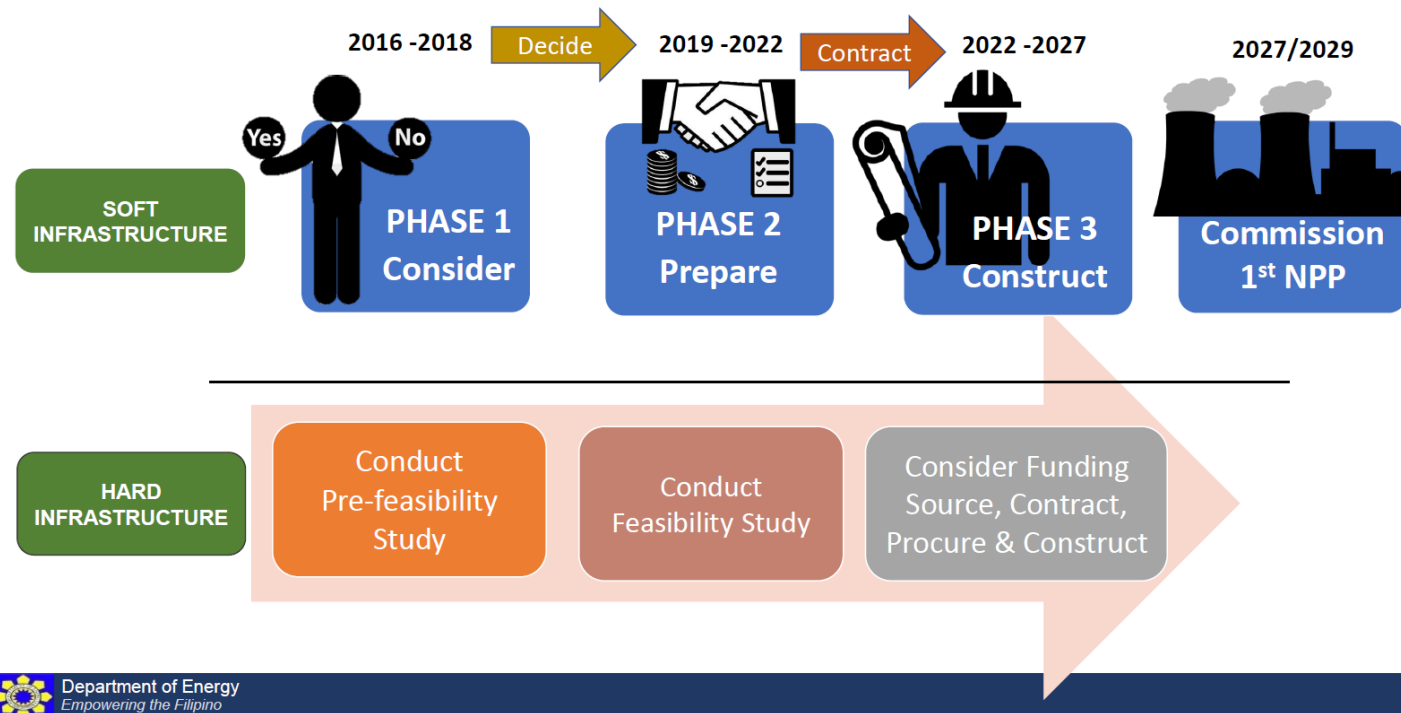 2016 -2018
Decide
2019 -2022
Contract
2022 -2027
2027/2029
Yes
No
SOFT
INFRASTRUCTURE
PHASE 1
Consider
PHASE 2
Prepare
PHASE 3
Construct
Commission
1st NPP
HARD
INFRASTRUCTURE
Conduct
Pre-feasibility
Study
Conduct
Feasibility Study
Consider Funding
Source, Contract,
Procure & Construct
Department of Energy
Empowering the Filipino